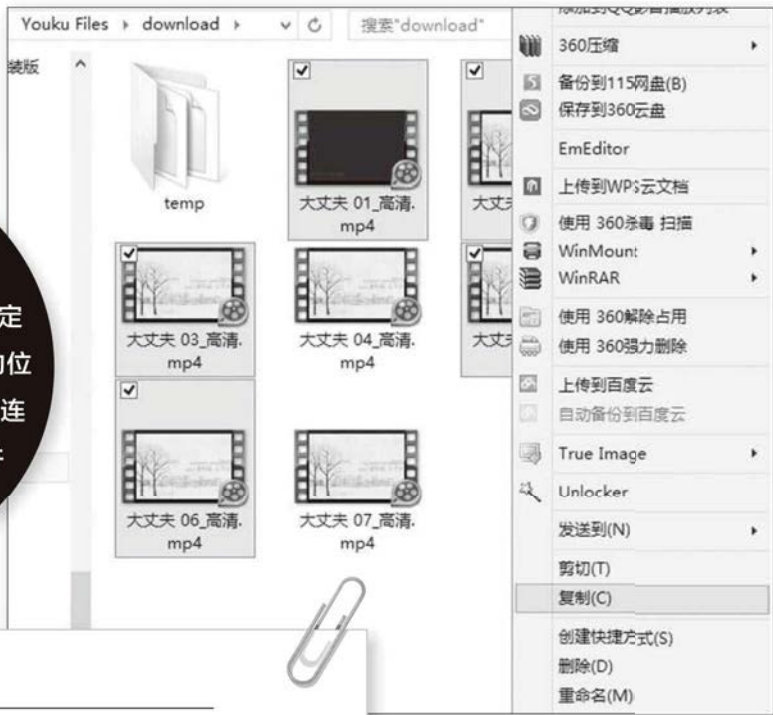 Youku Files ▸ download ▸
搜索"download"
装版
temp
大丈夫 01_高清.
mp4
大丈
大丈夫 03_高清.
mp4
大丈夫 04_高清.
mp4
大丈
大丈夫 06_高清.
mp4
大丈夫 07_高清.
mp4
定
位
连
360压缩
备份到115网盘(B)
保存到360云盘
EmEditor
上传到WPS云文档
使用 360杀毒 扫描
WinMount
WinRAR
使用 360解除占用
使用 360强力删除
上传到百度云
自动备份到百度云
True Image
Unlocker
发送到(N)
剪切(T)
复制(C)
创建快捷方式(S)
删除(D)
重命名(M)